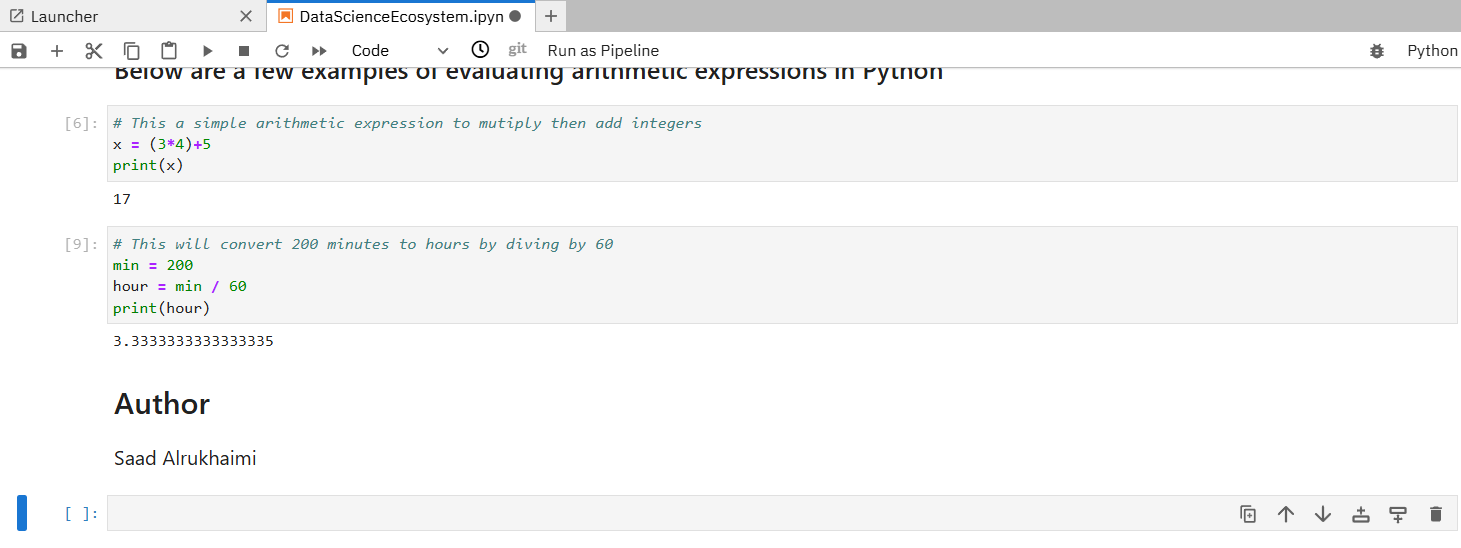 Launcher
DataScienceEcosystem.ipyn
Code
git
Run as Pipeline
Python
Below are a few examples of evaluating arithmetic expressions in Python
[6]:
# This a simple arithmetic expression to mutiply then add integers
x = (3*4)+5
print(x)
17
[9]:
# This will convert 200 minutes to hours by diving by 60
min = 200
hour = min / 60
print(hour)
3.3333333333333335
Author
Saad Alrukhaimi
[ ]: